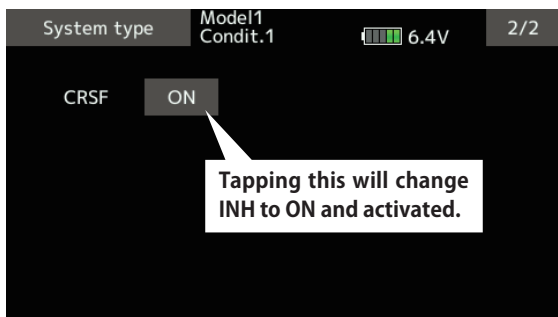 System type
Model1
Condit.1
6.4V
2/2
CRSF ON
Tapping this will change
INH to ON and activated.